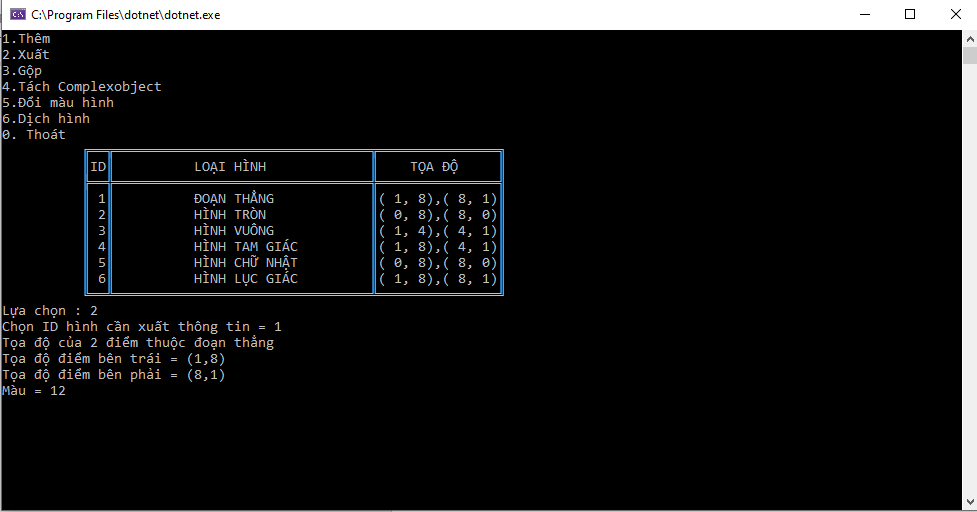 C:\Program Files\dotnet\dotnet.exe
1.Thêm
2.Xuất
3.Gộp
4.Tách Complexobject
5.Đổi màu hình
6.Dịch hình
0. Thoát
ID LOẠI HÌNH TỌA ĐỘ
1 ĐOẠN THẲNG ( 1, 8),( 8, 1)
2 HÌNH TRÒN ( 0, 8),( 8, 0)
3 HÌNH VUÔNG ( 1, 4),( 4, 1)
4 HÌNH TAM GIÁC ( 1, 8),( 4, 1)
5 HÌNH CHỮ NHẬT ( 0, 8),( 8, 0)
6 HÌNH LỤC GIÁC ( 1, 8),( 8, 1)
Lựa chọn : 2
Chọn ID hình cần xuất thông tin = 1
Tọa độ của 2 điểm thuộc đoạn thẳng
Tọa độ điểm bên trái = (1,8)
Tọa độ điểm bên phải = (8,1)
Màu = 12